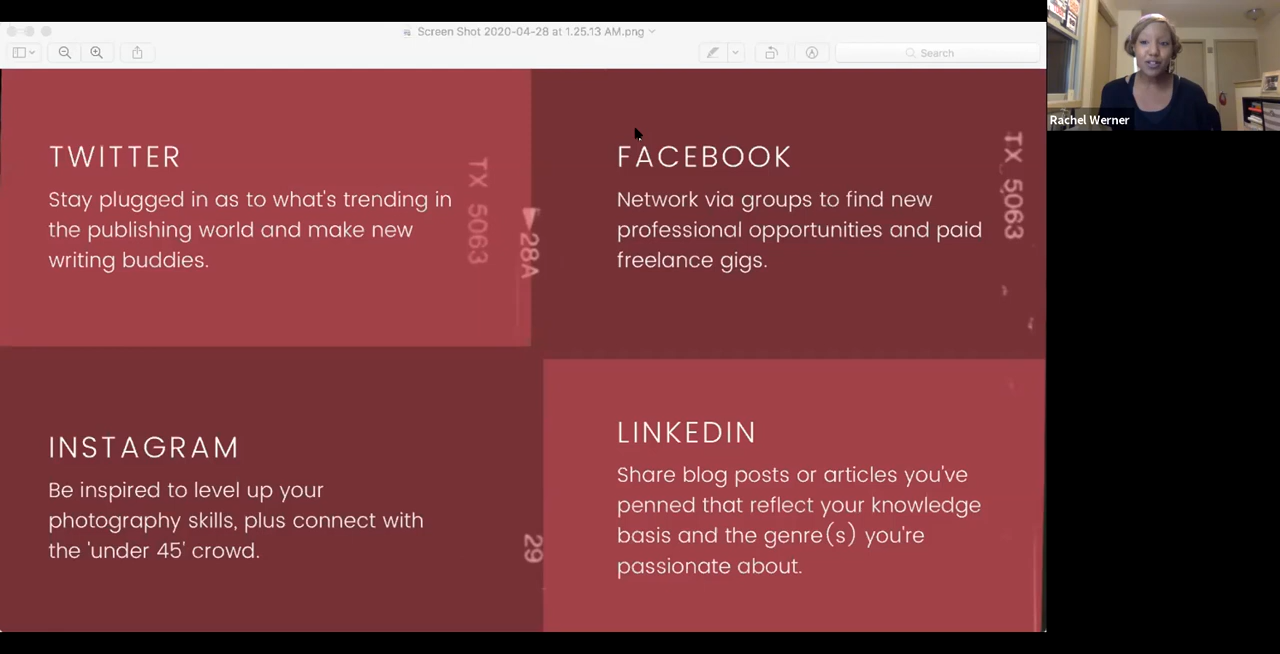 Screen Shot 2020-04-28 at 1.25.13 AM.png
Search
Rachel Werner
TWITTER
Stay plugged in as to what's trending in
the publishing world and make new
writing buddies.
TX 5063
28A
FACEBOOK
Network via groups to find new
professional opportunities and paid
freelance gigs.
TX 5063
INSTAGRAM
Be inspired to level up your
photography skills, plus connect with
the 'under 45' crowd.
29
LINKEDIN
Share blog posts or articles you've
penned that reflect your knowledge
basis and the genre(s) you're
passionate about.